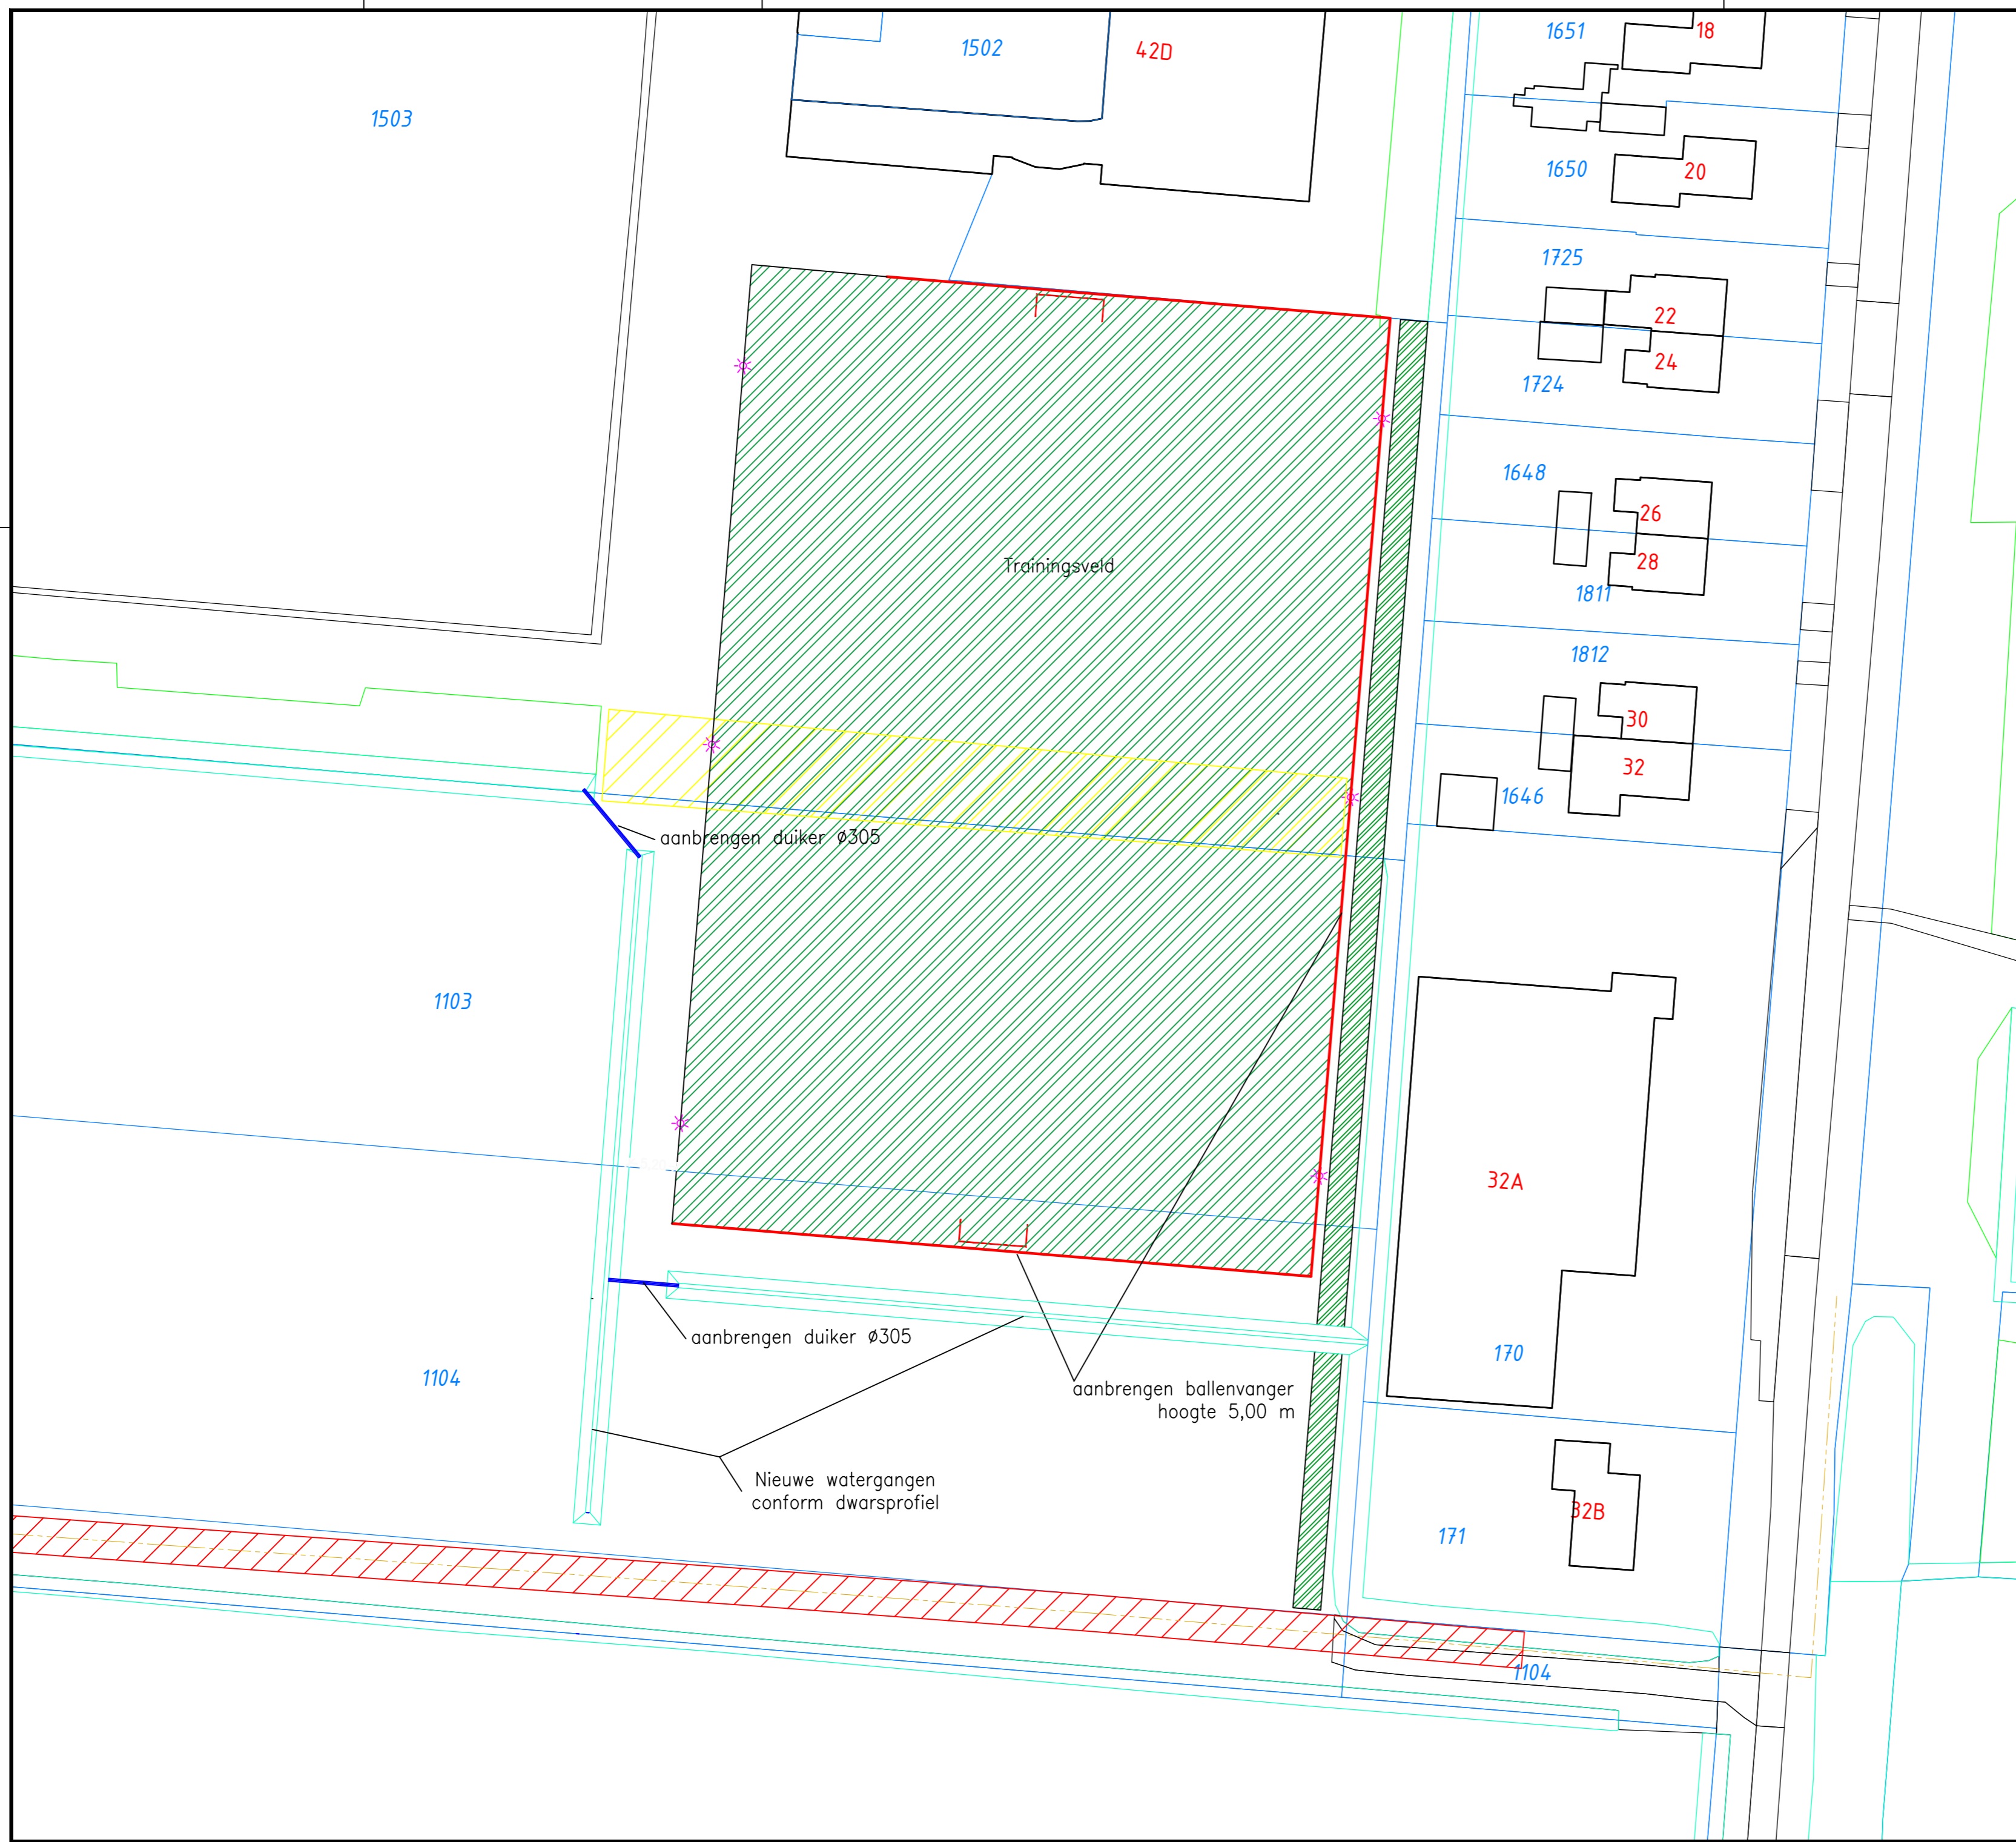 1651
18
1502
42D
1503
1650
20
1725
22
24
1724
1648
26
Trainingsveld
28
1811
1812
30
32
1646
aanbrengen duiker Ø305
1103
32A
aanbrengen duiker Ø305
170
1104
aanbrengen ballenvanger
hoogte 5,00 m
Nieuwe watergangen
conform dwarsprofiel
32B
171
1104